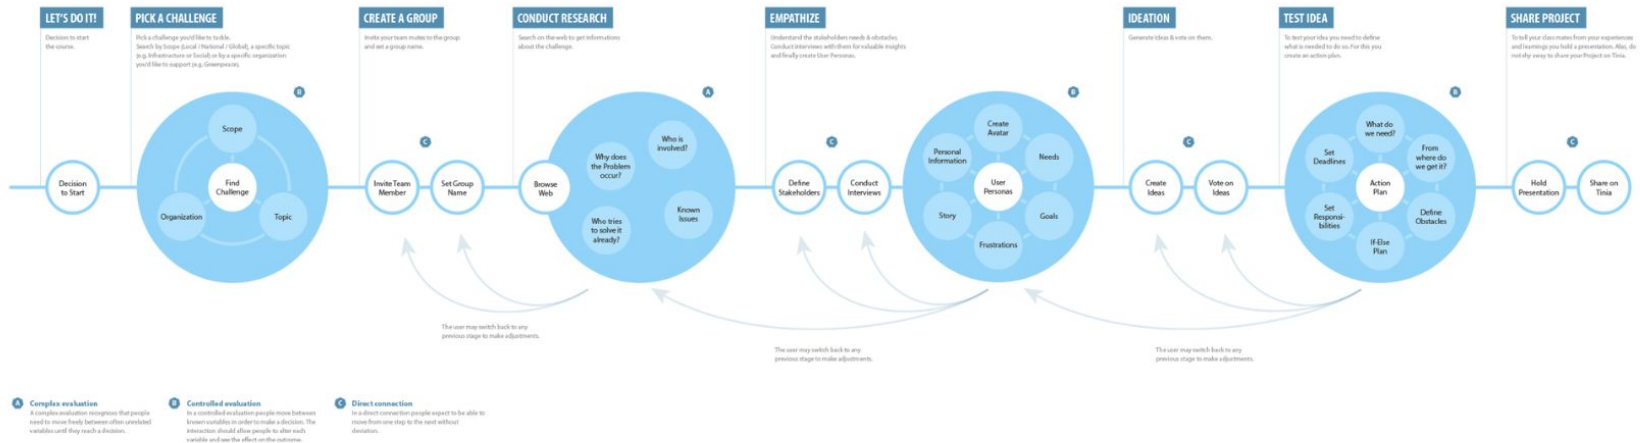 LET'S DO IT!
Decision to start
the course.
PICK A CHALLENGE
Pick a challenge you'd like to tackle.
Search by Scope (Local / National / Global), a specific topic
(e.g. Infrastructure or Social) or by a specific organization
you'd like to support (e.g. Greenpeace).
CREATE A GROUP
Invite your team mates to the group
and set a group name.
CONDUCT RESEARCH
Search on the web to get informations
about the challenge.
EMPATHIZE
Understand the stakeholders needs & obstacles.
Conduct interviews with them for valuable insights
and finally create User Personas.
IDEATION
Generate ideas & vote on them.
TEST IDEA
To test your idea you need to define
what is needed to do so. For this you
create an action plan.
SHARE PROJECT
To tell your class mates from your experiences
and learnings you hold a presentation. Also, do
not shy away to share your Project on Tinia.
Decision
to Start
B
Scope
Find
Challenge
Organization
Topic
C
Invite Team
Member
Set Group
Name
A
Browse
Web
Who is
involved?
Why does
the Problem
occur?
Known
Issues
Who tries
to solve it
already?
C
Define
Stakeholders
Conduct
Interviews
B
Create
Avatar
Personal
Information
Needs
User
Personas
Story
Goals
Frustrations
C
Create
Ideas
Vote on
Ideas
B
What do
we need?
Set
Deadlines
From
where do
we get it?
Action
Plan
Set
Responsi-
bilities
Define
Obstacles
If-Else
Plan
C
Hold
Presentation
Share on
Tinia
The user may switch back to any
previous stage to make adjustments.
The user may switch back to any
previous stage to make adjustments.
The user may switch back to any
previous stage to make adjustments.
A Complex evaluation
A complex evaluation recognises that people
need to move freely between often unrelated
variables until they reach a decision.
B Controlled evaluation
In a controlled evaluation people move between
known variables in order to make a decision. The
interaction should allow people to alter each
variable and see the effect on the outcome.
C Direct connection
In a direct connection people expect to be able to
move from one step to the next without
deviation.